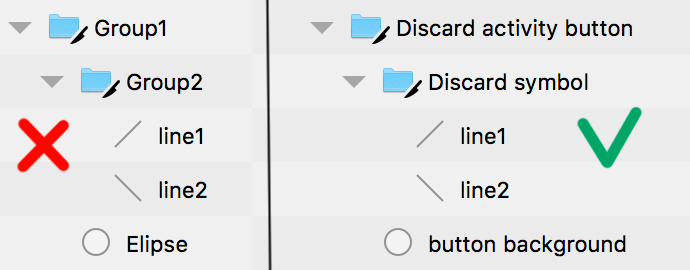 Group1
Group2
line1
line2
Elipse
Discard activity button
Discard symbol
line1
line2
button background